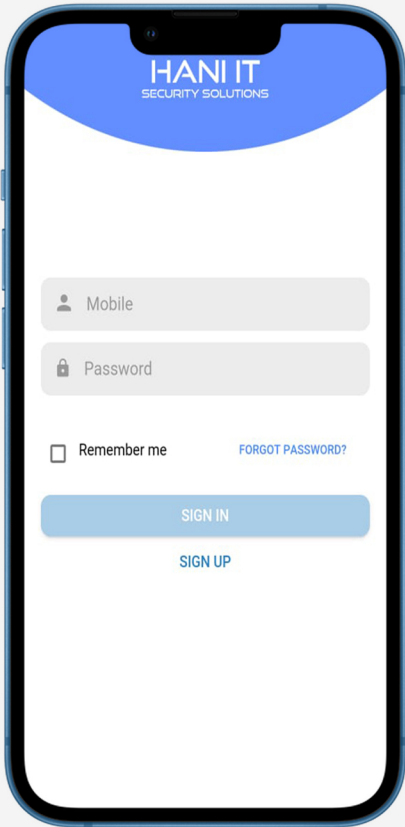 HANI IT
SECURITY SOLUTIONS
Mobile
Password
Remember me
FORGOT PASSWORD?
SIGN IN
SIGN UP